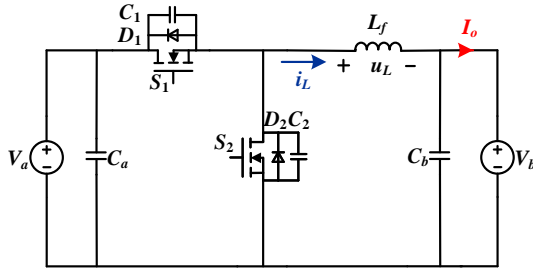 C1
D1
S1
Lf
Io
iL
+ uL -
S2
D2C2
Va
+
-
Ca
Cb
+
-
Vb